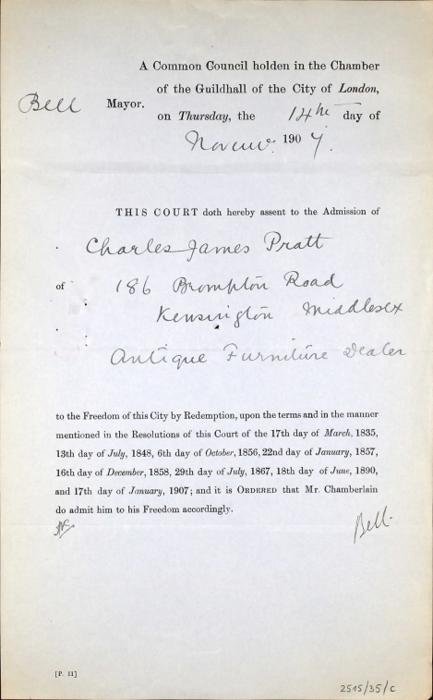 A Common Council holden in the Chamber
of the Guildhall of the City of London,
Bell Mayor.
on Thursday, the 14th day of
Novemr. 1907.
THIS COURT doth hereby assent to the Admission of
Charles James Pratt
of 186 Brompton Road
Kensington Middlesex
Antique Furniture Dealer
to the Freedom of this City by Redemption, upon the terms and in the manner
mentioned in the Resolutions of this Court of the 17th day of March, 1835,
13th day of July, 1848, 6th day of October, 1856, 22nd day of January, 1857,
16th day of December, 1858, 29th day of July, 1867, 18th day of June, 1890,
and 17th day of January, 1907; and it is ORDERED that Mr. Chamberlain
do admit him to his Freedom accordingly.
Bell.
[P. 11]
2515/35/c